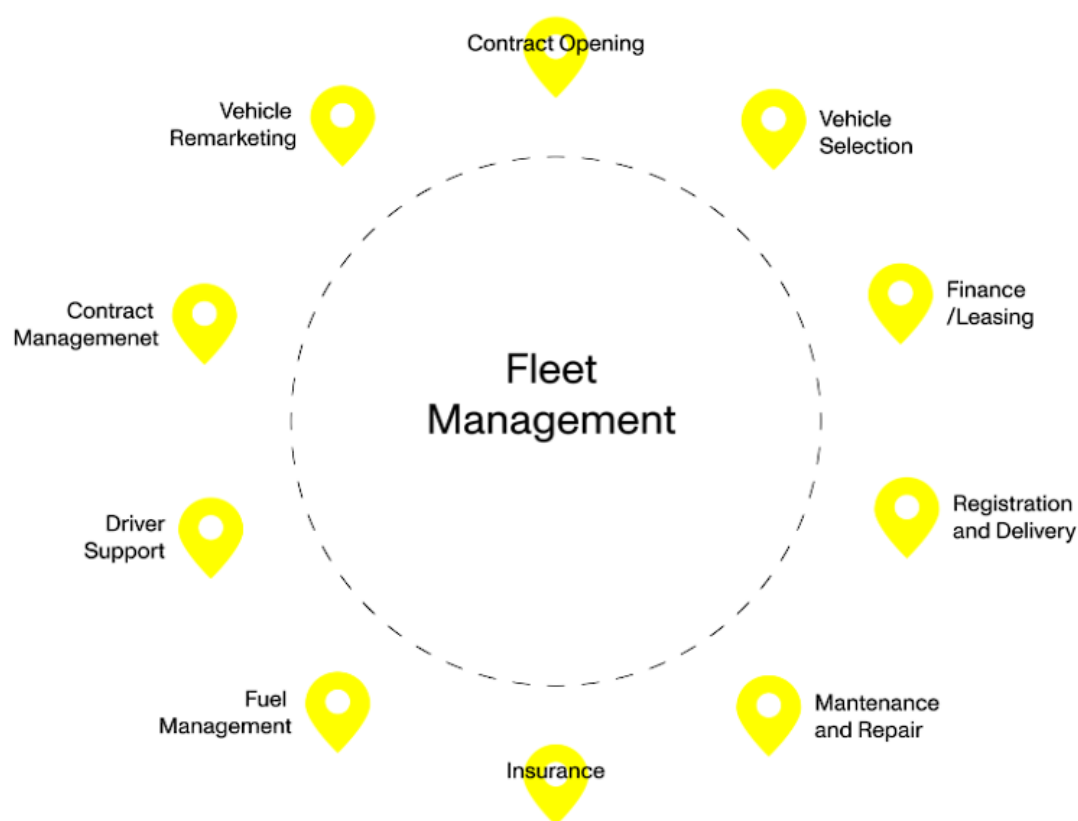 Contract Opening
Vehicle
Selection
Finance
/Leasing
Registration
and Delivery
Mantenance
and Repair
Insurance
Fuel
Management
Driver
Support
Contract
Managemenet
Vehicle
Remarketing
Fleet
Management